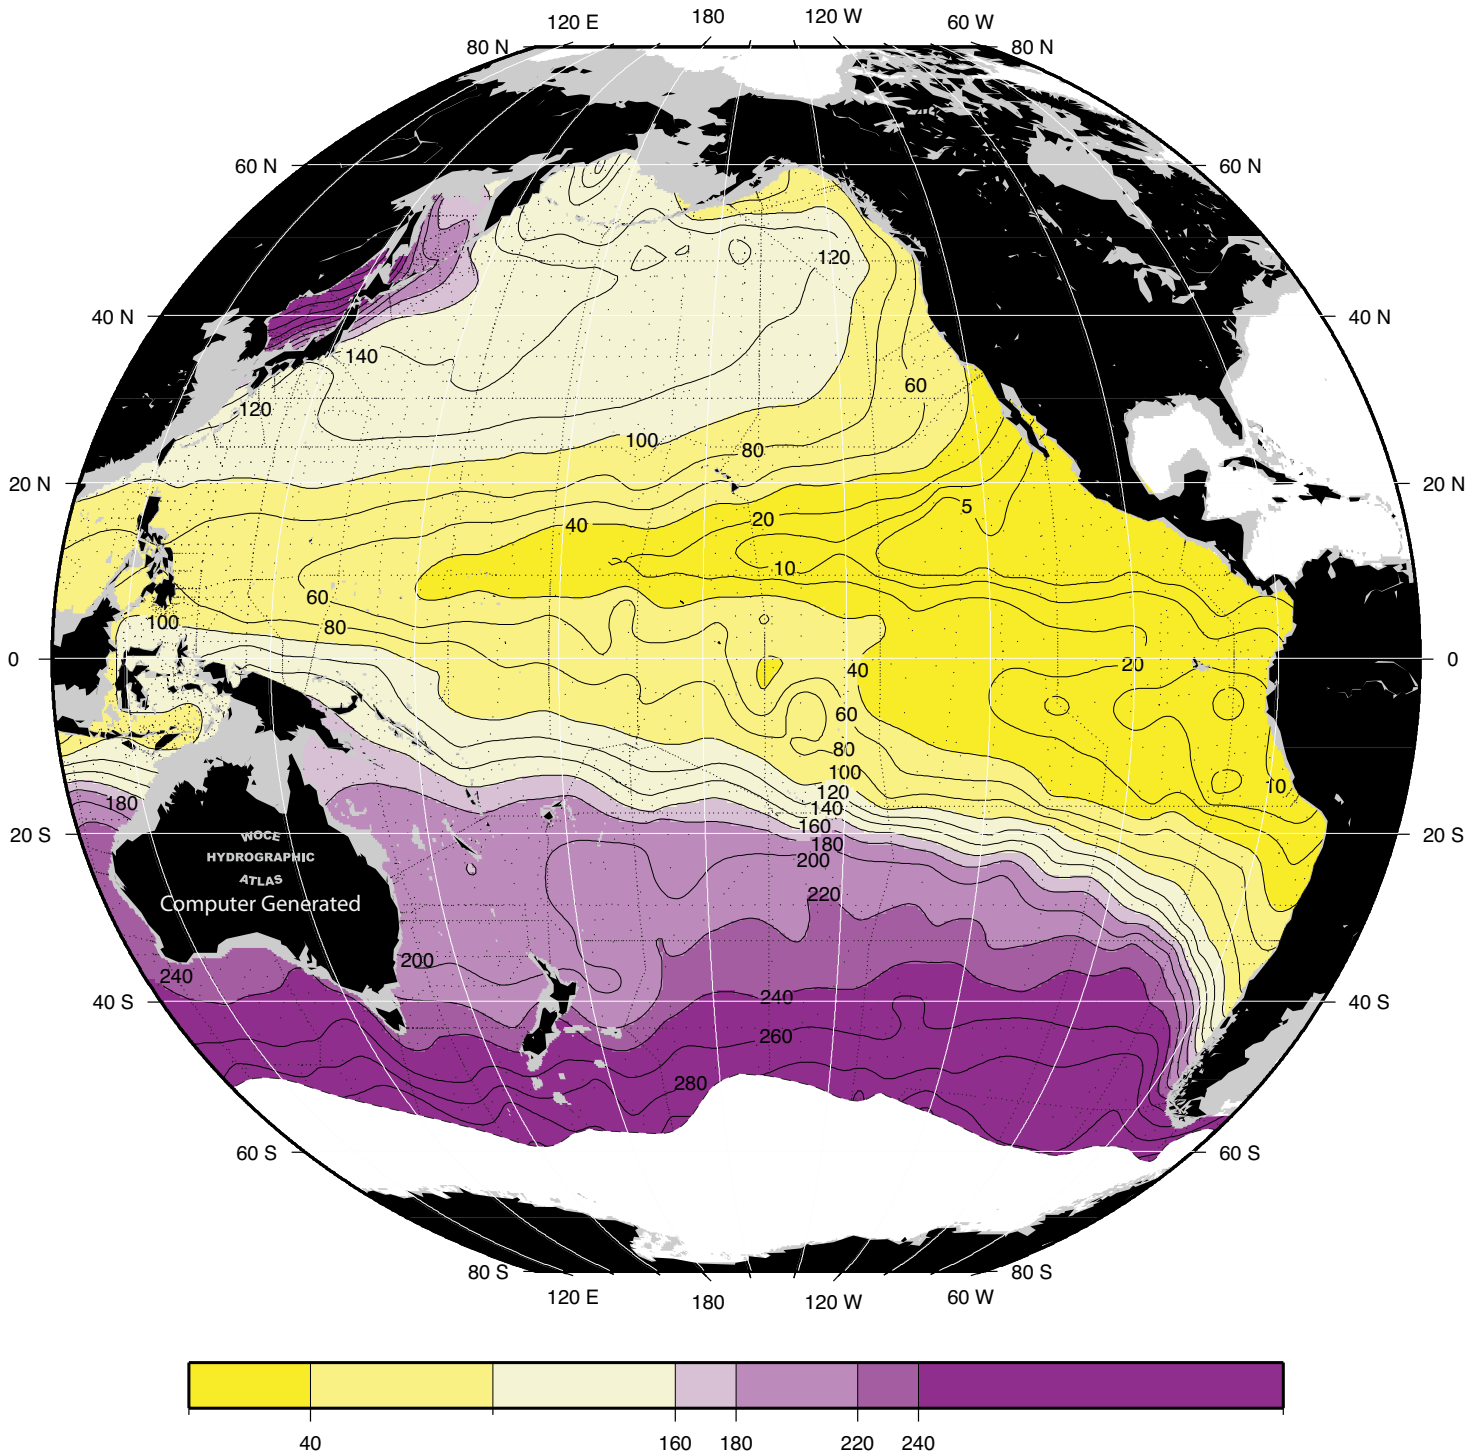 120 E 180 120 W 60 W
80 N 80 N
60 N 60 N
120
40 N 40 N
140
60
120
100
80
20 N 20 N
5
40 20
10
60
100
80
0 20 0
40
60
80
100
10
120
180
140
160
20 S 20 S
WOCE
180
HYDROGRAPHIC
200
ATLAS
220
Computer Generated
200
240
240
40 S 40 S
260
280
60 S 60 S
80 S 80 S
120 E 180 120 W 60 W
40 160 180 220 240